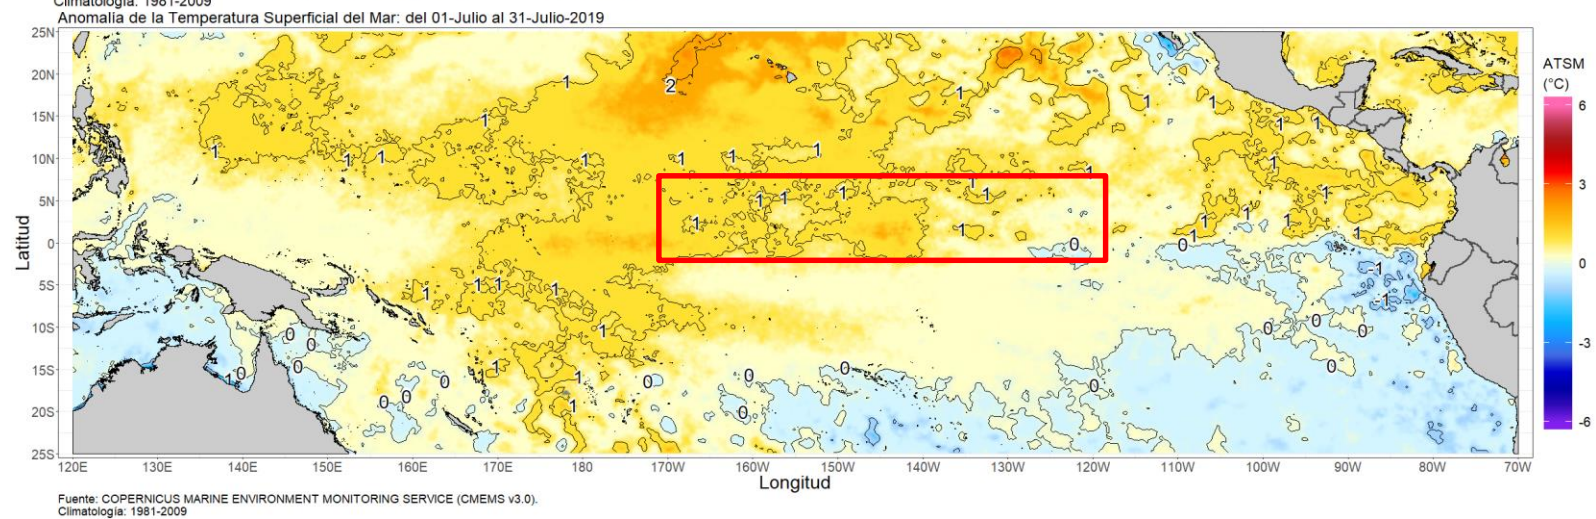 Climatología: 1981-2009
Anomalía de la Temperatura Superficial del Mar: del 01-Julio al 31-Julio-2019
25N
20N
15N
10N
5N
0
5S
10S
15S
20S
25S
Latitud
120E 130E 140E 150E 160E 170E 180 170W 160W 150W 140W 130W 120W 110W 100W 90W 80W 70W
Longitud
ATSM
(°C)
6
3
0
-3
-6
Fuente: COPERNICUS MARINE ENVIRONMENT MONITORING SERVICE (CMEMS v3.0).
Climatología: 1981-2009